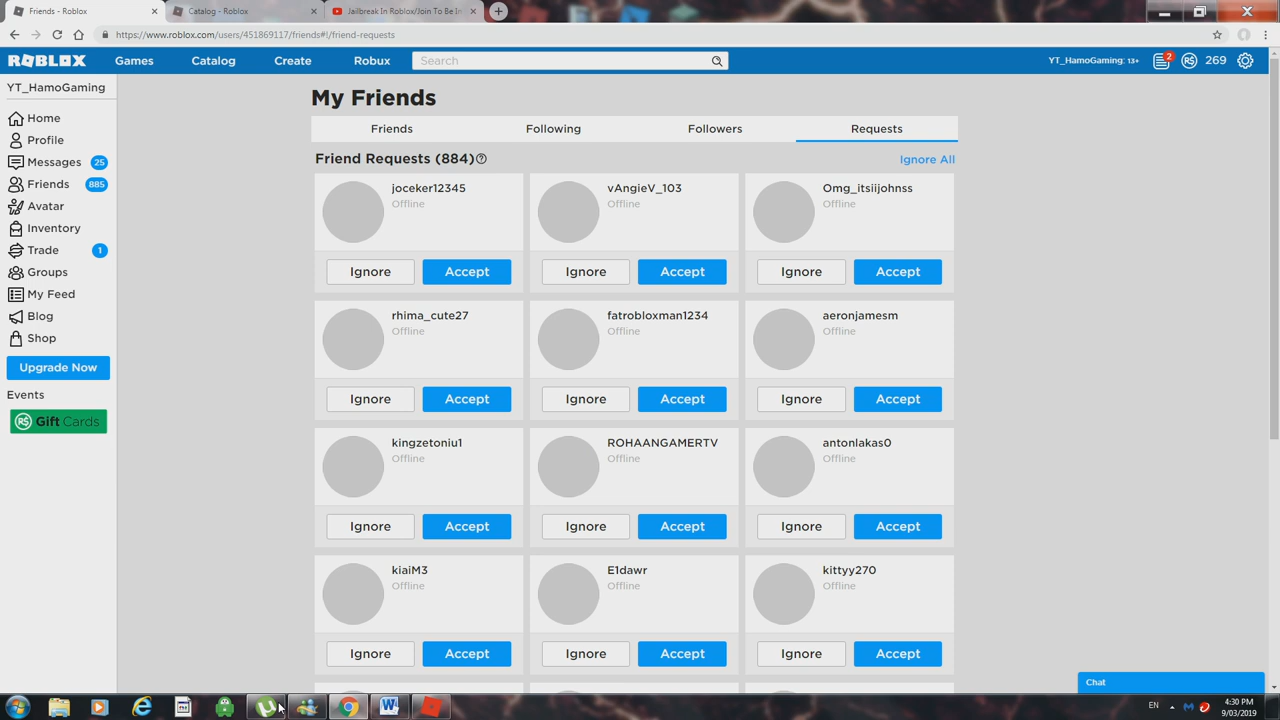 Friends - Roblox
Catalog - Roblox
Jailbreak In Roblox/Join To Be In
https://www.roblox.com/users/451869117/friends#!/friend-requests
ROBLOX Games Catalog Create Robux Search YT_HamoGaming: 13+ 2 R$ 269
YT_HamoGaming
Home
Profile
Messages 25
Friends 885
Avatar
Inventory
Trade 1
Groups
My Feed
Blog
Shop
Upgrade Now
Events
R$ Gift Cards
My Friends
Friends Following Followers Requests
Friend Requests (884) Ignore All
joceker12345 vAngieV_103 Omg_itsiijohnss
Offline Offline Offline
Ignore Accept Ignore Accept Ignore Accept
rhima_cute27 fatrobloxman1234 aeronjamesm
Offline Offline Offline
Ignore Accept Ignore Accept Ignore Accept
kingzetoniu1 ROHAANGAMERTV antonlakas0
Offline Offline Offline
Ignore Accept Ignore Accept Ignore Accept
kiaiM3 E1dawr kittyy270
Offline Offline Offline
Ignore Accept Ignore Accept Ignore Accept
Chat
EN 4:30 PM
9/03/2019